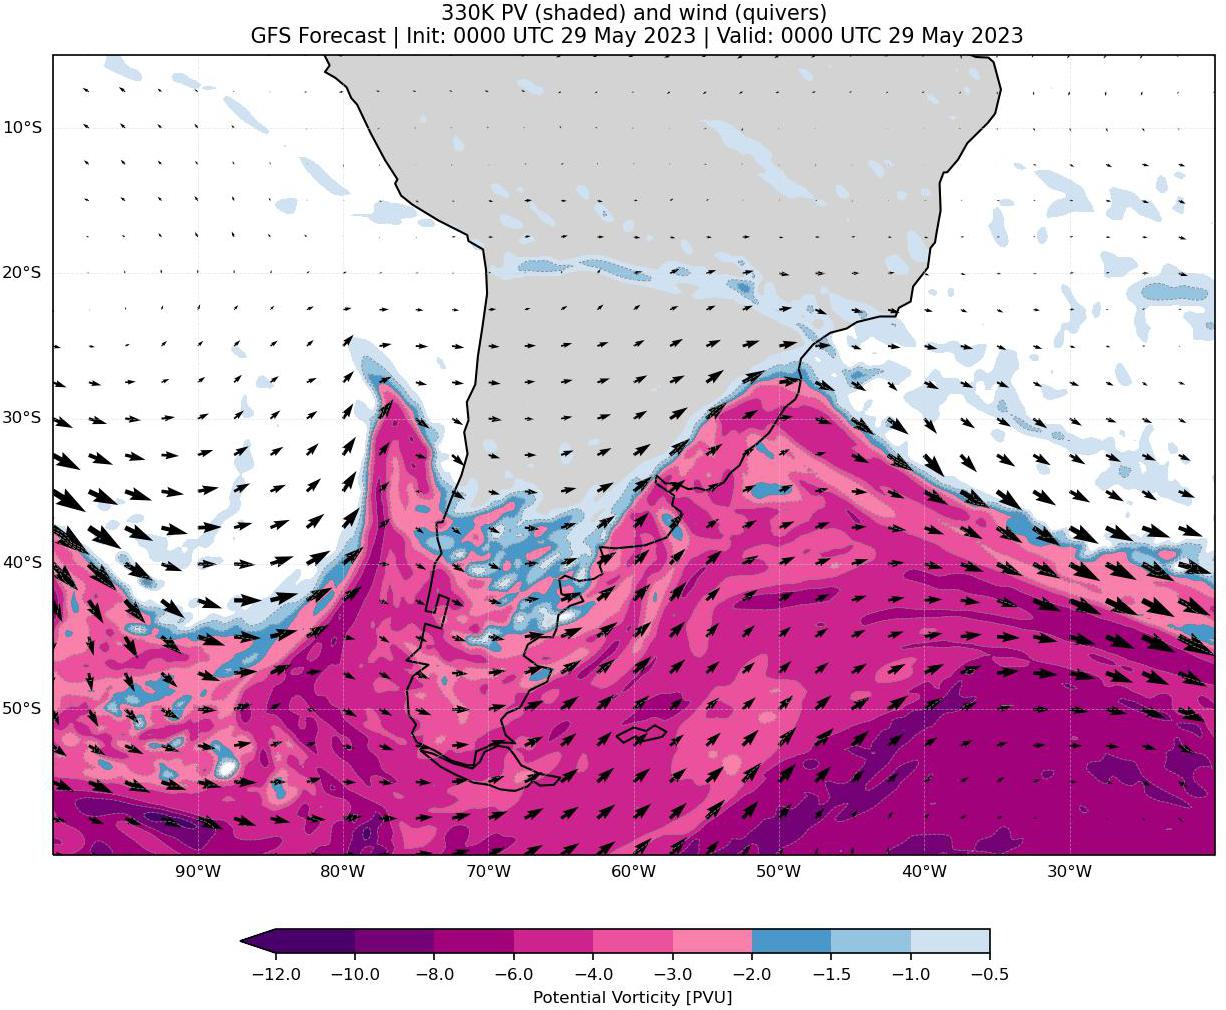 330K PV (shaded) and wind (quivers)
GFS Forecast | Init: 0000 UTC 29 May 2023 | Valid: 0000 UTC 29 May 2023
10°S
20°S
30°S
40°S
50°S
90°W 80°W 70°W 60°W 50°W 40°W 30°W
−12.0 −10.0 −8.0 −6.0 −4.0 −3.0 −2.0 −1.5 −1.0 −0.5
Potential Vorticity [PVU]